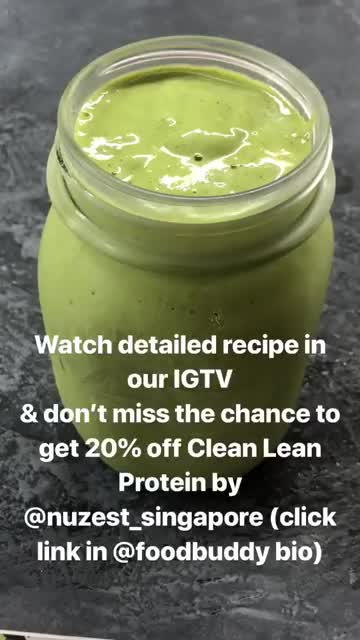 Watch detailed recipe in
our IGTV
& don’t miss the chance to
get 20% off Clean Lean
Protein by
@nuzest_singapore (click
link in @foodbuddy bio)